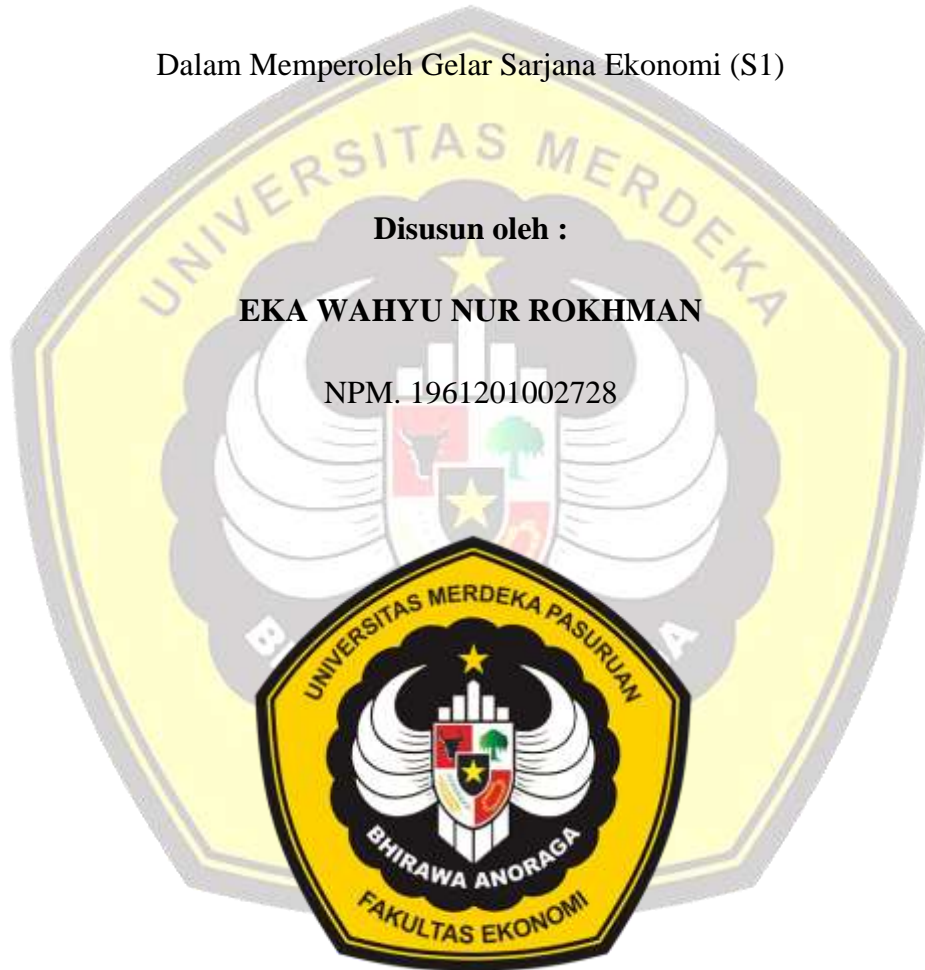 Dalam Memperoleh Gelar Sarjana Ekonomi (S1)
UNIVERSITAS MERDEKA
Disusun oleh :
EKA WAHYU NUR ROKHMAN
NPM. 1961201002728
UNIVERSITAS MERDEKA PASURUAN
BHIRAWA ANORAGA
FAKULTAS EKONOMI